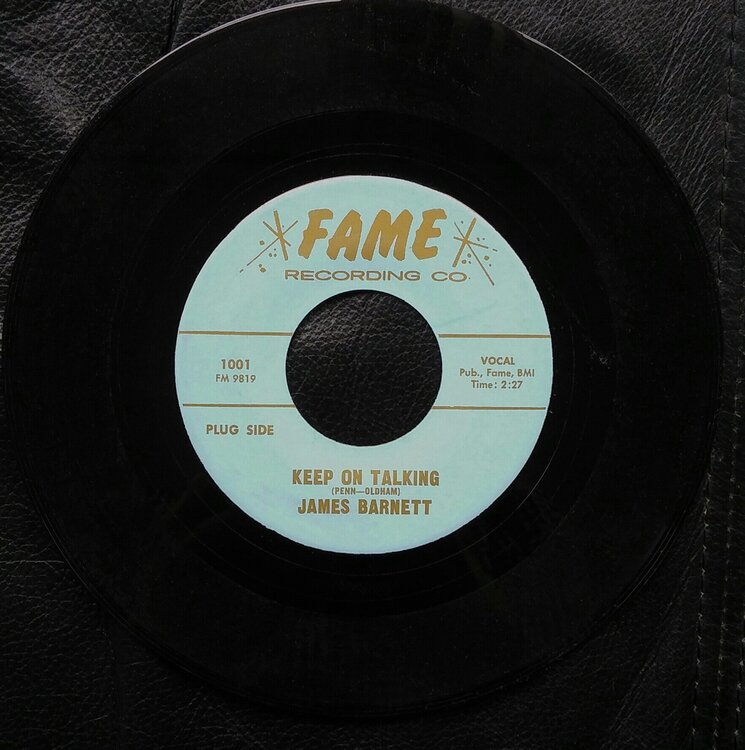 FAME
RECORDING CO.
1001
FM 9819
VOCAL
Pub., Fame, BMI
Time: 2:27
PLUG SIDE
KEEP ON TALKING
(PENN—OLDHAM)
JAMES BARNETT